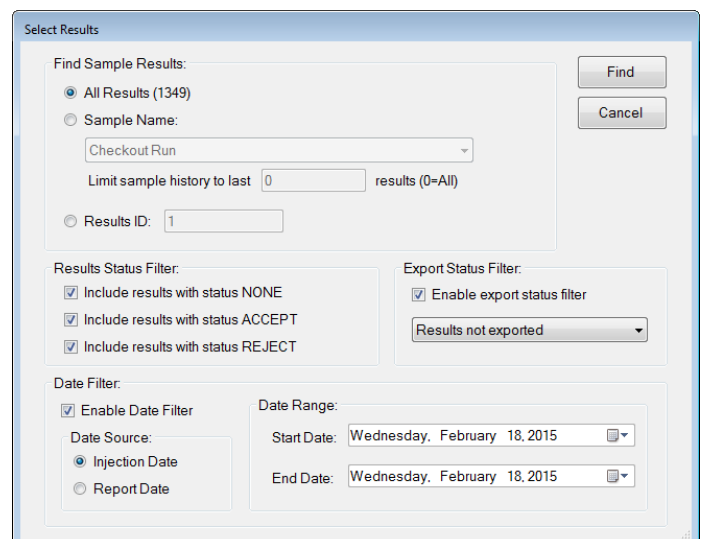 Select Results
Find Sample Results:
Find
All Results (1349)
Cancel
Sample Name:
Checkout Run
Limit sample history to last 0 results (0=All)
Results ID: 1
Results Status Filter:
Export Status Filter:
Include results with status NONE
Enable export status filter
Include results with status ACCEPT
Results not exported
Include results with status REJECT
Date Filter:
Enable Date Filter
Date Range:
Date Source:
Start Date: Wednesday, February 18, 2015
Injection Date
End Date: Wednesday, February 18, 2015
Report Date